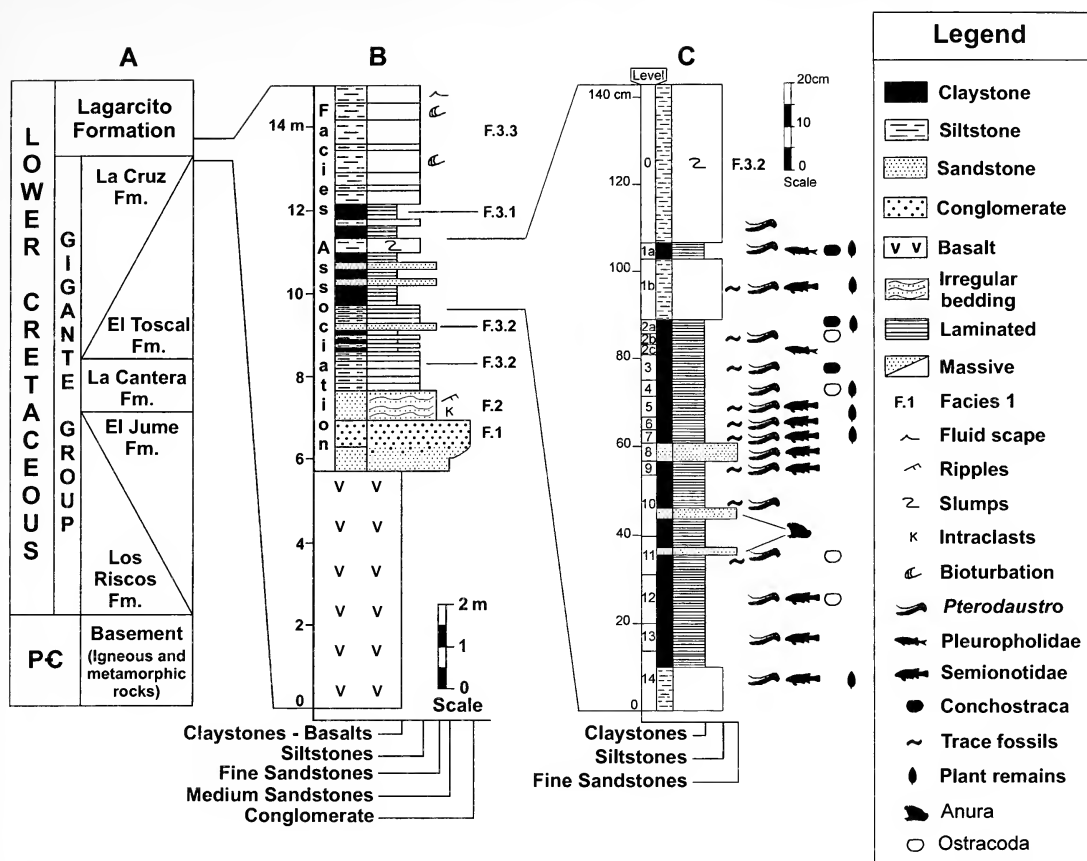 A
LOWER CRETACEOUS
GIGANTE GROUP
Lagarcito
Formation
La Cruz
Fm.
El Toscal
Fm.
La Cantera
Fm.
El Jume
Fm.
Los
Riscos
Fm.
P-Є
Basement
(Igneous and
metamorphic
rocks)
B
Facies Association
14 m
12
10
8
6
4
2
0
F.3.3
F.3.1
F.3.2
F.3.2
F.2
F.1
K
V V
V V
V V
V V
V V
V V
2 m
1
0
Scale
Claystones - Basalts
Siltstones
Fine Sandstones
Medium Sandstones
Conglomerate
C
Level
140 cm
120
100
80
60
40
20
0
0
1a
1b
2a
2b
2c
3
4
5
6
7
8
9
10
11
12
13
14
F.3.2
20cm
10
0
Scale
Claystones
Siltstones
Fine Sandstones
Legend
Claystone
Siltstone
Sandstone
Conglomerate
V V Basalt
Irregular
bedding
Laminated
Massive
F.1 Facies 1
Fluid scape
Ripples
Slumps
K Intraclasts
Bioturbation
Pterodaustro
Pleuropholidae
Semionotidae
Conchostraca
Trace fossils
Plant remains
Anura
Ostracoda